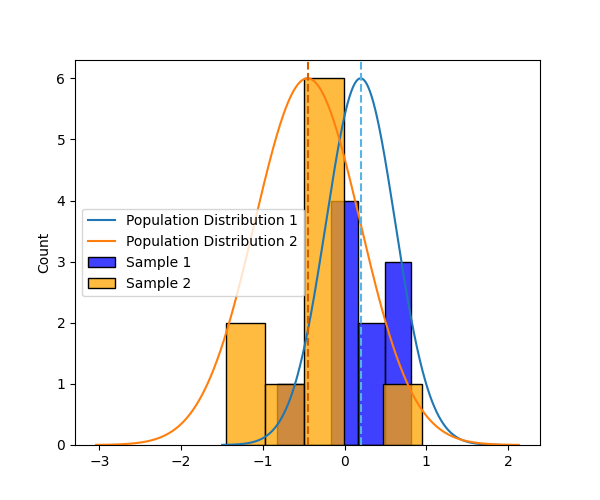 6
5
4
3
2
1
0
Count
Population Distribution 1
Population Distribution 2
Sample 1
Sample 2
−3 −2 −1 0 1 2